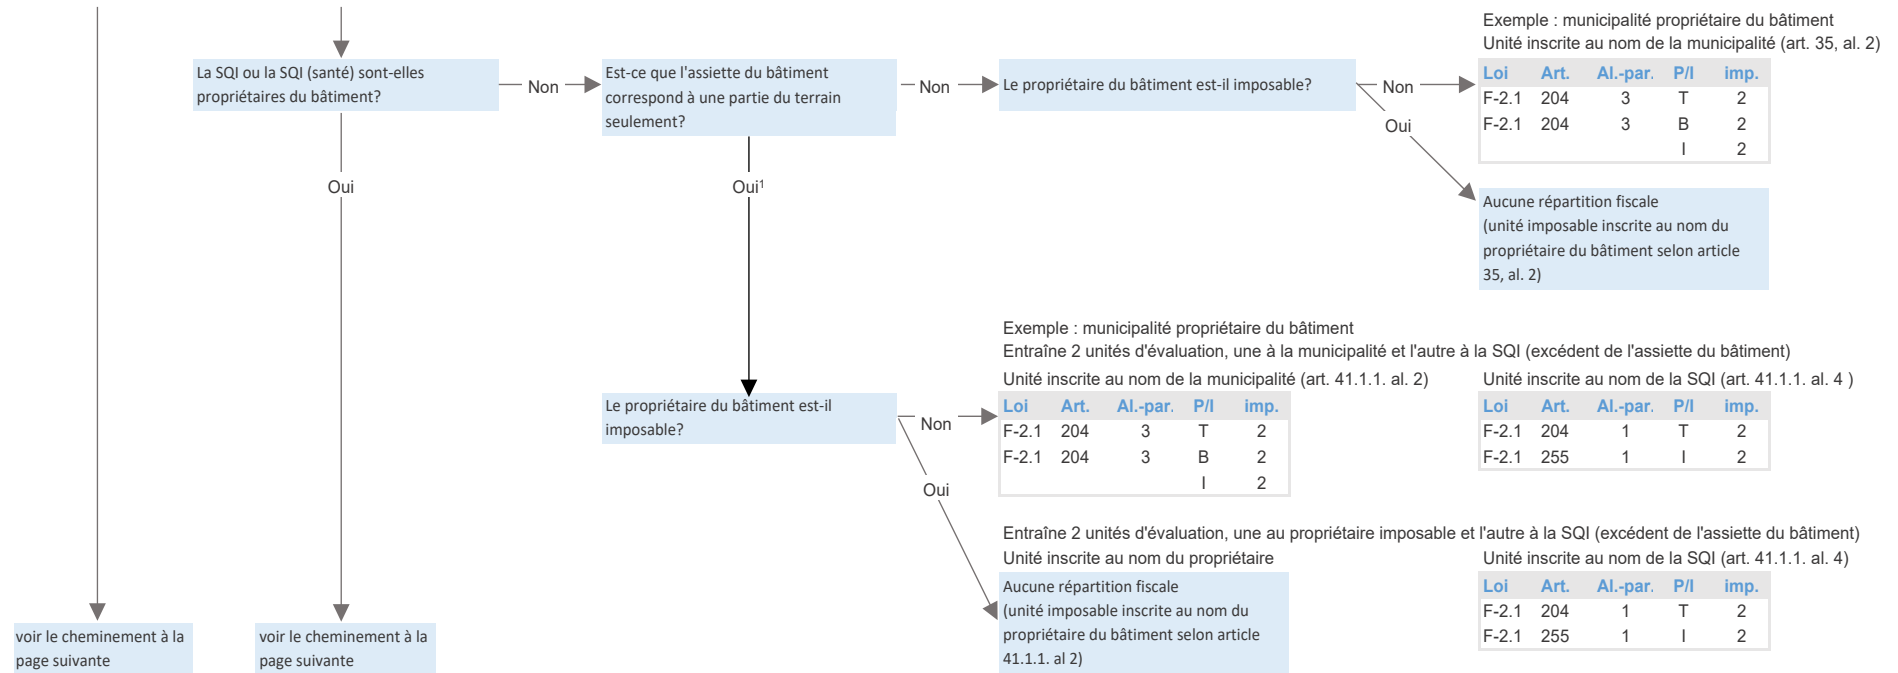 Exemple : municipalité propriétaire du bâtiment
Unité inscrite au nom de la municipalité (art. 35, al. 2)
La SQI ou la SQI (santé) sont-elles
propriétaires du bâtiment?
Non
Est-ce que l'assiette du bâtiment
correspond à une partie du terrain
seulement?
Non
Le propriétaire du bâtiment est-il imposable?
Non
Loi Art. Al.-par. P/I imp.
F-2.1 204 3 T 2
F-2.1 204 3 B 2
I 2
Oui
Oui
Oui¹
Aucune répartition fiscale
(unité imposable inscrite au nom du
propriétaire du bâtiment selon article
35, al. 2)
Exemple : municipalité propriétaire du bâtiment
Entraîne 2 unités d'évaluation, une à la municipalité et l'autre à la SQI (excédent de l'assiette du bâtiment)
Unité inscrite au nom de la municipalité (art. 41.1.1. al. 2)
Unité inscrite au nom de la SQI (art. 41.1.1. al. 4 )
Le propriétaire du bâtiment est-il
imposable?
Non
Loi Art. Al.-par. P/I imp.
F-2.1 204 3 T 2
F-2.1 204 3 B 2
I 2
Loi Art. Al.-par. P/I imp.
F-2.1 204 1 T 2
F-2.1 255 1 I 2
Oui
Entraîne 2 unités d'évaluation, une au propriétaire imposable et l'autre à la SQI (excédent de l'assiette du bâtiment)
Unité inscrite au nom du propriétaire
Unité inscrite au nom de la SQI (art. 41.1.1. al. 4)
Aucune répartition fiscale
(unité imposable inscrite au nom du
propriétaire du bâtiment selon article
41.1.1. al 2)
Loi Art. Al.-par. P/I imp.
F-2.1 204 1 T 2
F-2.1 255 1 I 2
voir le cheminement à la
page suivante
voir le cheminement à la
page suivante